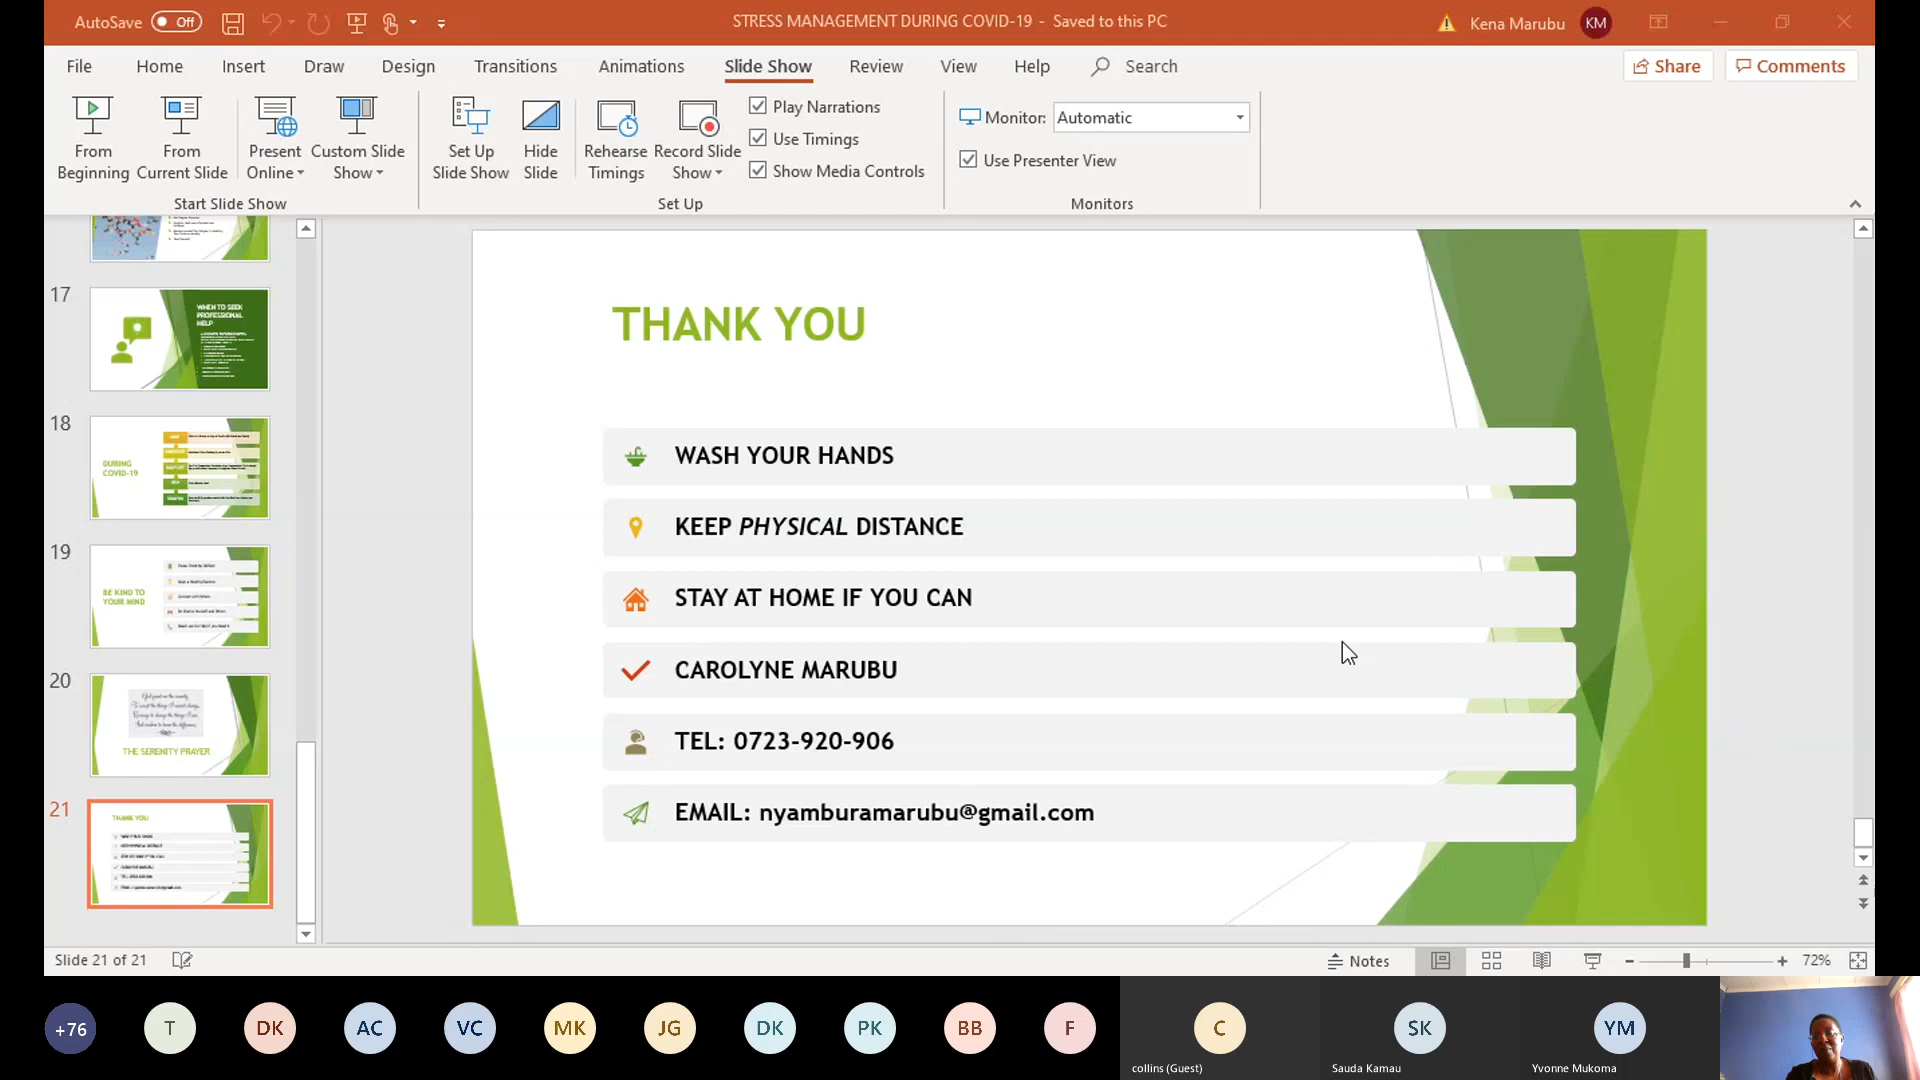 AutoSave Off
STRESS MANAGEMENT DURING COVID-19 - Saved to this PC
Kena Marubu KM
File Home Insert Draw Design Transitions Animations Slide Show Review View Help Search
Share Comments
From Beginning
From Current Slide
Present Online
Custom Slide Show
Start Slide Show
Set Up Slide Show
Hide Slide
Rehearse Timings
Record Slide Show
Play Narrations
Use Timings
Show Media Controls
Set Up
Monitor: Automatic
Use Presenter View
Monitors
17
WHEN TO SEEK
PROFESSIONAL
HELP
18
DURING
COVID-19
19
BE KIND TO
YOUR MIND
20
THE SERENITY PRAYER
21
THANK YOU
THANK YOU
WASH YOUR HANDS
KEEP PHYSICAL DISTANCE
STAY AT HOME IF YOU CAN
CAROLYNE MARUBU
TEL: 0723-920-906
EMAIL: nyamburamarubu@gmail.com
Slide 21 of 21
Notes
72%
+76 T DK AC VC MK JG DK PK BB F C SK YM
collins (Guest) Sauda Kamau Yvonne Mukoma